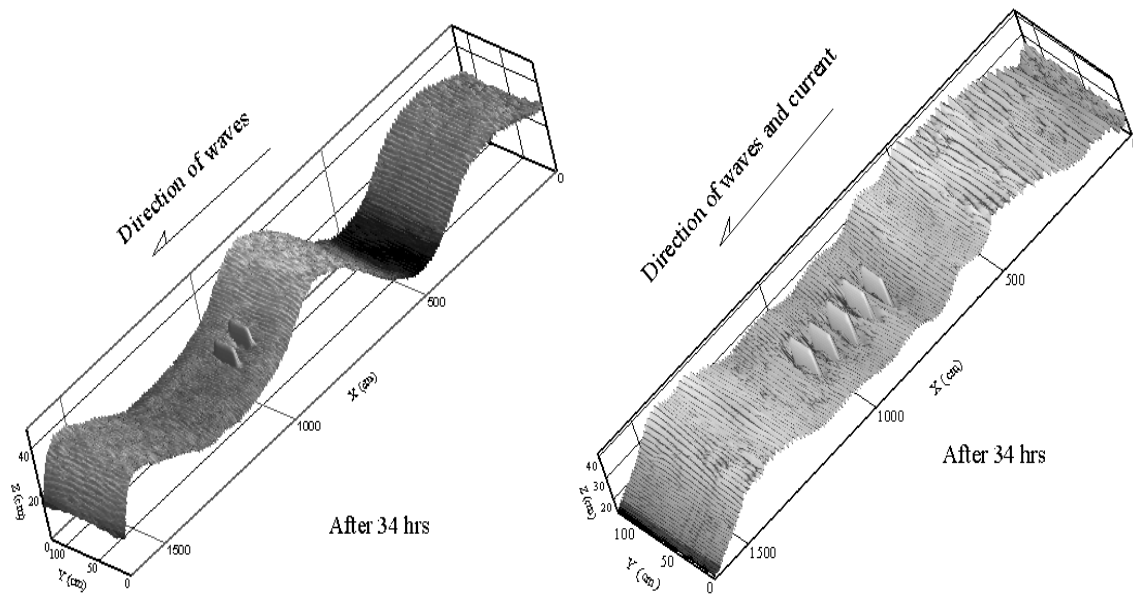 Direction of waves
0
500
X (cm)
1000
After 34 hrs
1500
40
20
0
Z (cm)
100
50
0
Y (cm)
Direction of waves and current
500
X (cm)
1000
After 34 hrs
1500
40
30
20
Z (cm)
100
50
0
Y (cm)